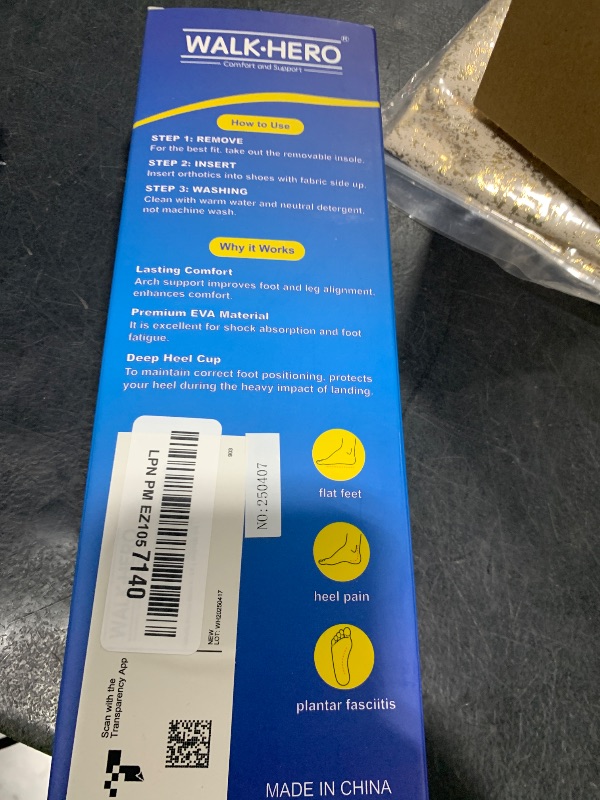 WALK·HERO®
Comfort and Support
How to Use
STEP 1: REMOVE
For the best fit, take out the removable insole.
STEP 2: INSERT
Insert orthotics into shoes with fabric side up.
STEP 3: WASHING
Clean with warm water and neutral detergent,
not machine wash.
Why it Works
Lasting Comfort
Arch support improves foot and leg alignment,
enhances comfort.
Premium EVA Material
It is excellent for shock absorption and foot
fatigue.
Deep Heel Cup
To maintain correct foot positioning, protects
your heel during the heavy impact of landing.
LPN PM EZ1057140
NO:250407
NEW
LOT: WH20250417
Scan with the
Transparency App
flat feet
heel pain
plantar fasciitis
MADE IN CHINA